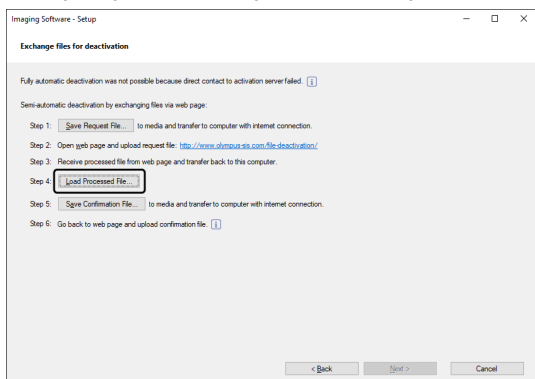 Imaging Software - Setup
Exchange files for deactivation
Fully automatic deactivation was not possible because direct contact to activation server failed. i
Semi-automatic deactivation by exchanging files via web page:
Step 1: Save Request File... to media and transfer to computer with internet connection.
Step 2: Open web page and upload request file: http://www.olympus-sis.com/file-deactivation/
Step 3: Receive processed file from web page and transfer back to this computer.
Step 4: Load Processed File...
Step 5: Save Confirmation File... to media and transfer to computer with internet connection.
Step 6: Go back to web page and upload confirmation file. i
< Back Next > Cancel